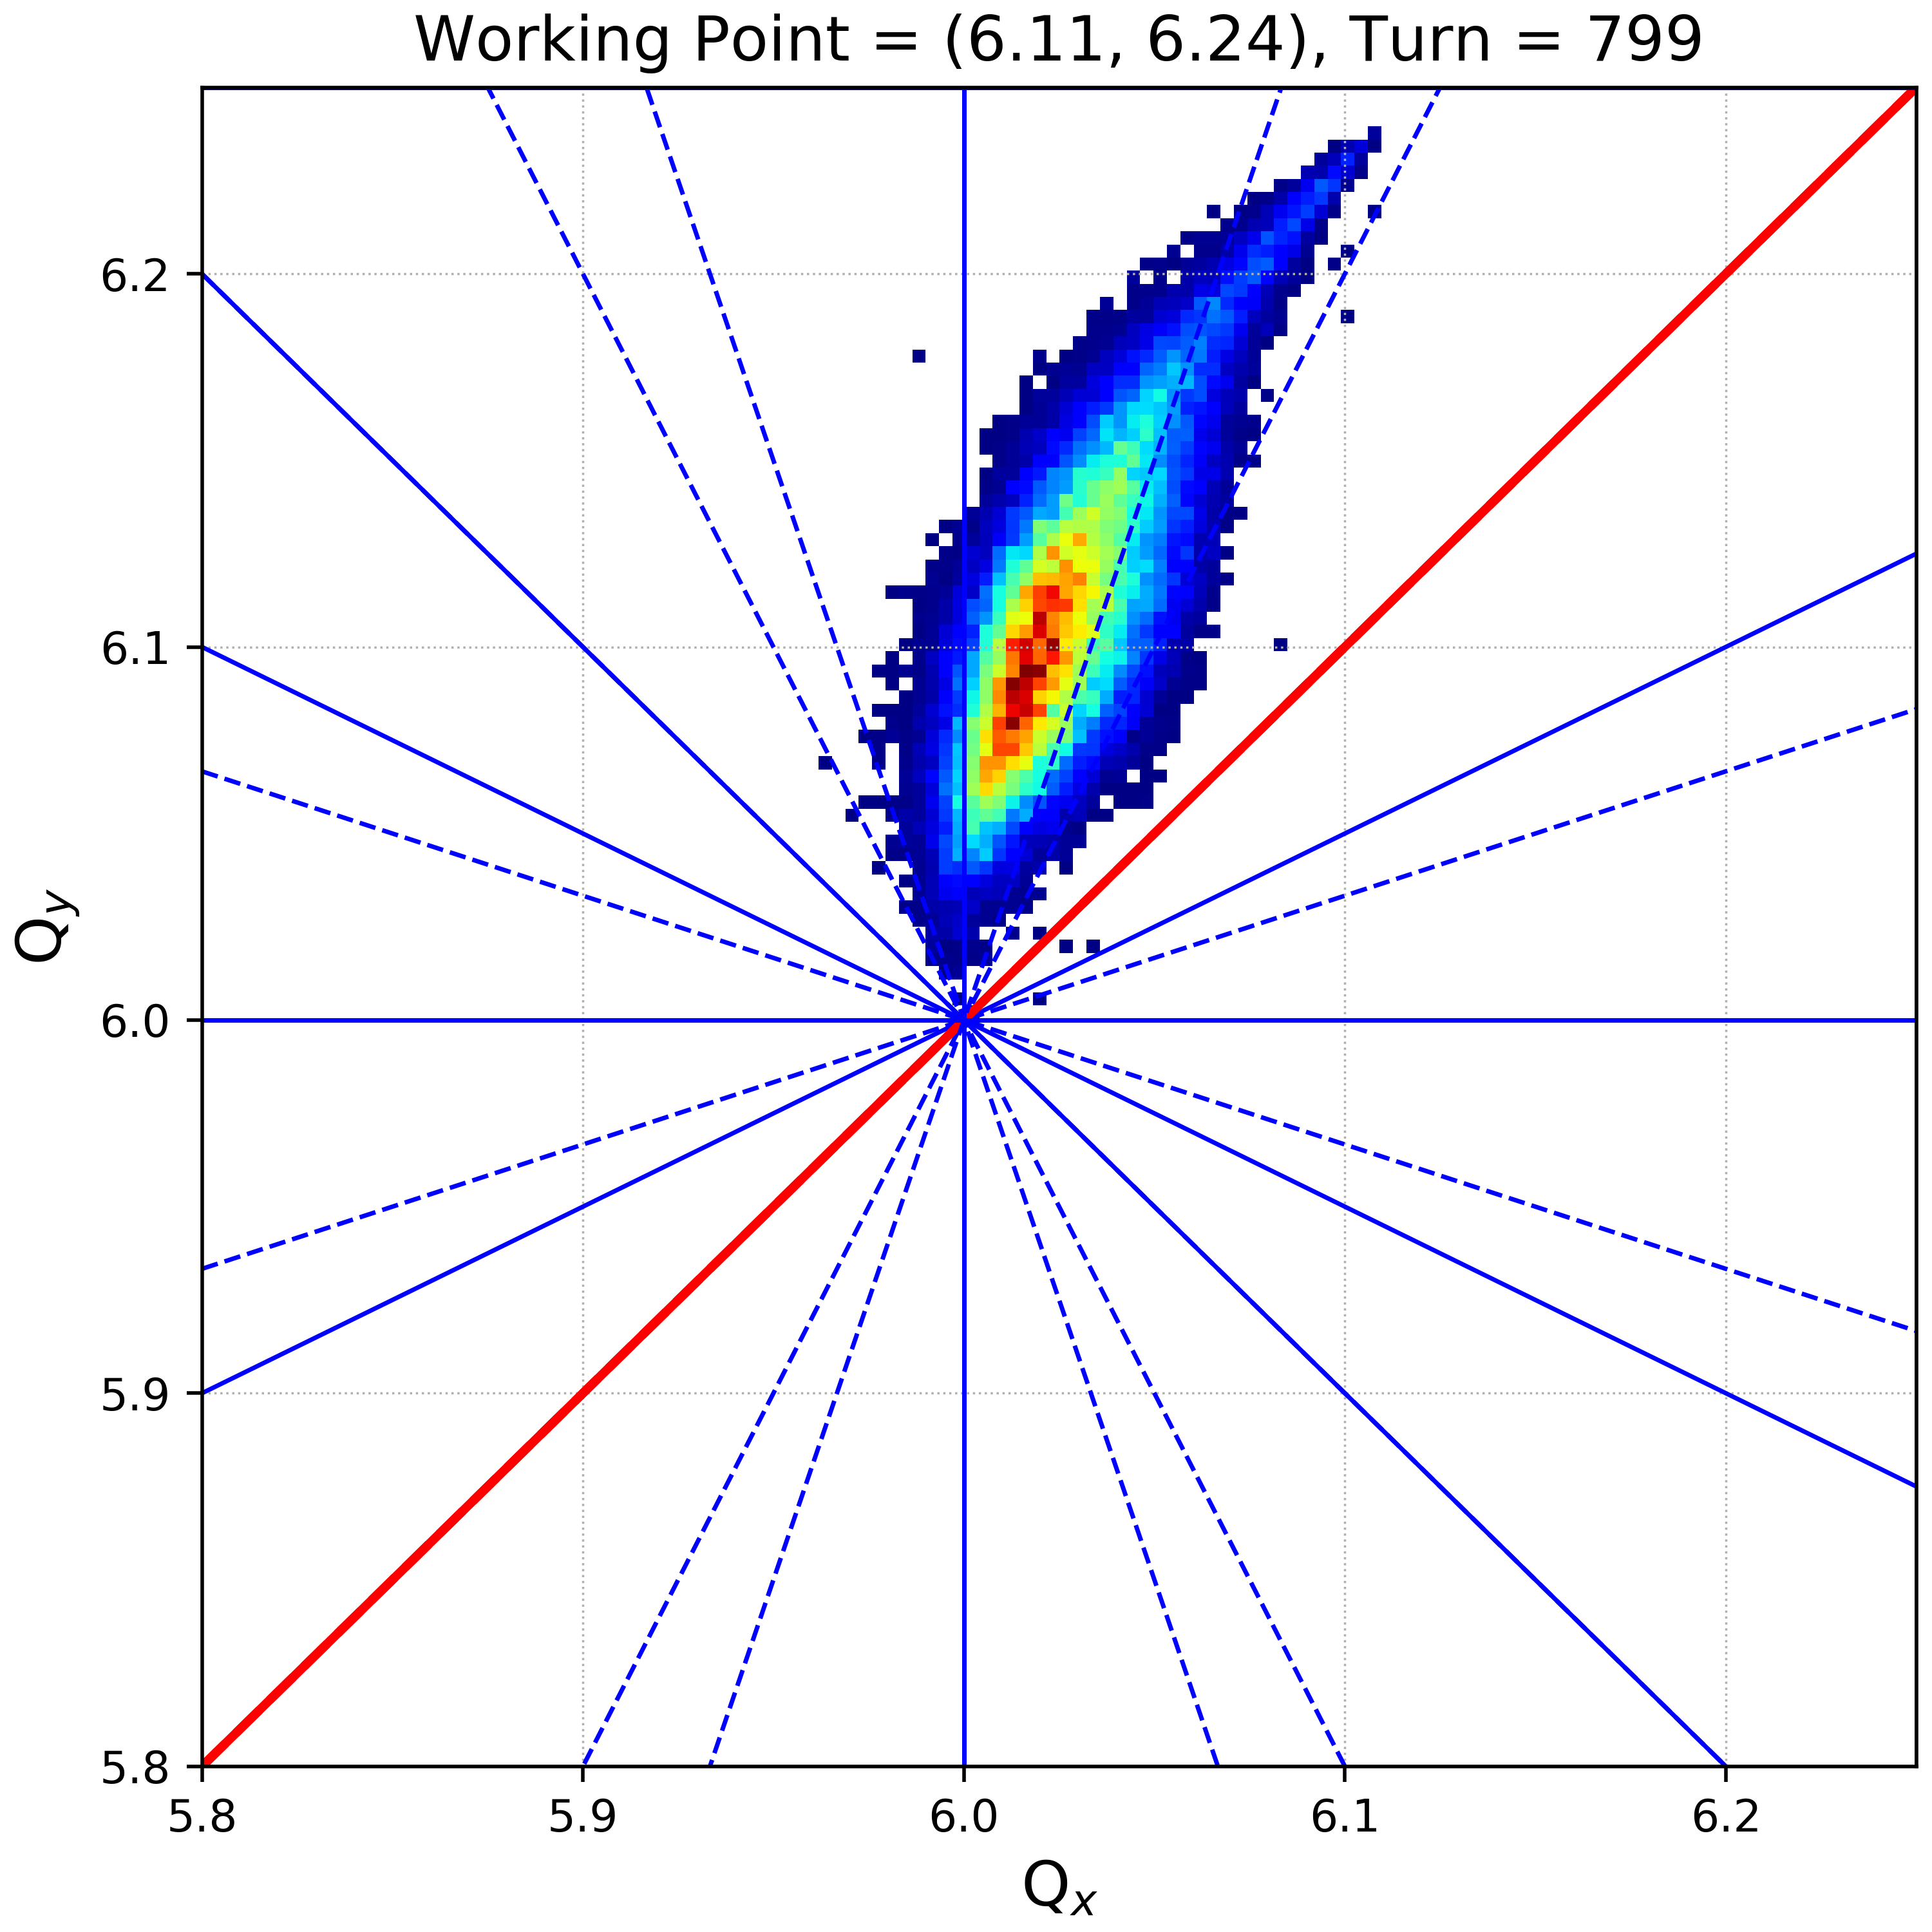 Working Point = (6.11, 6.24), Turn = 799
6.2
6.1
6.0
5.9
5.8
Qy
5.8 5.9 6.0 6.1 6.2
Qx